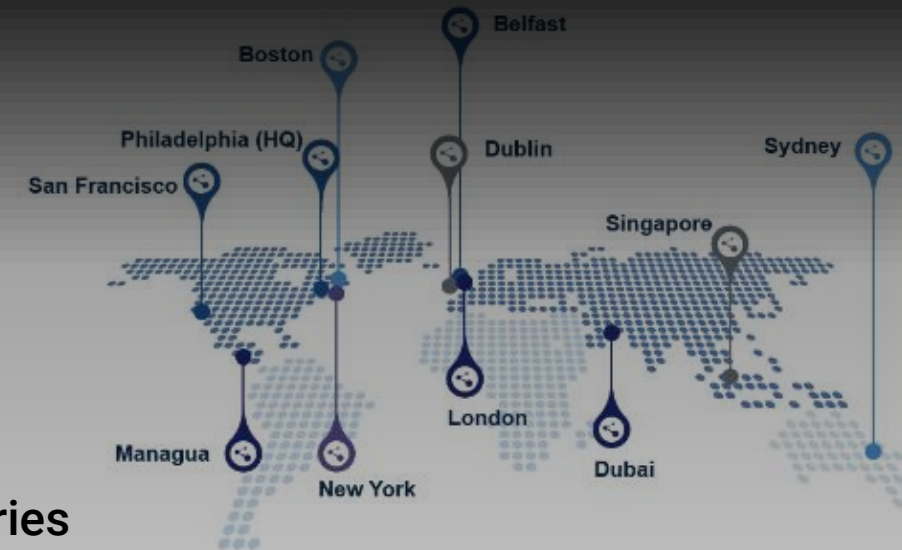 Belfast
Boston
Philadelphia (HQ)
Dublin
Sydney
San Francisco
Singapore
London
Managua
Dubai
New York
ries